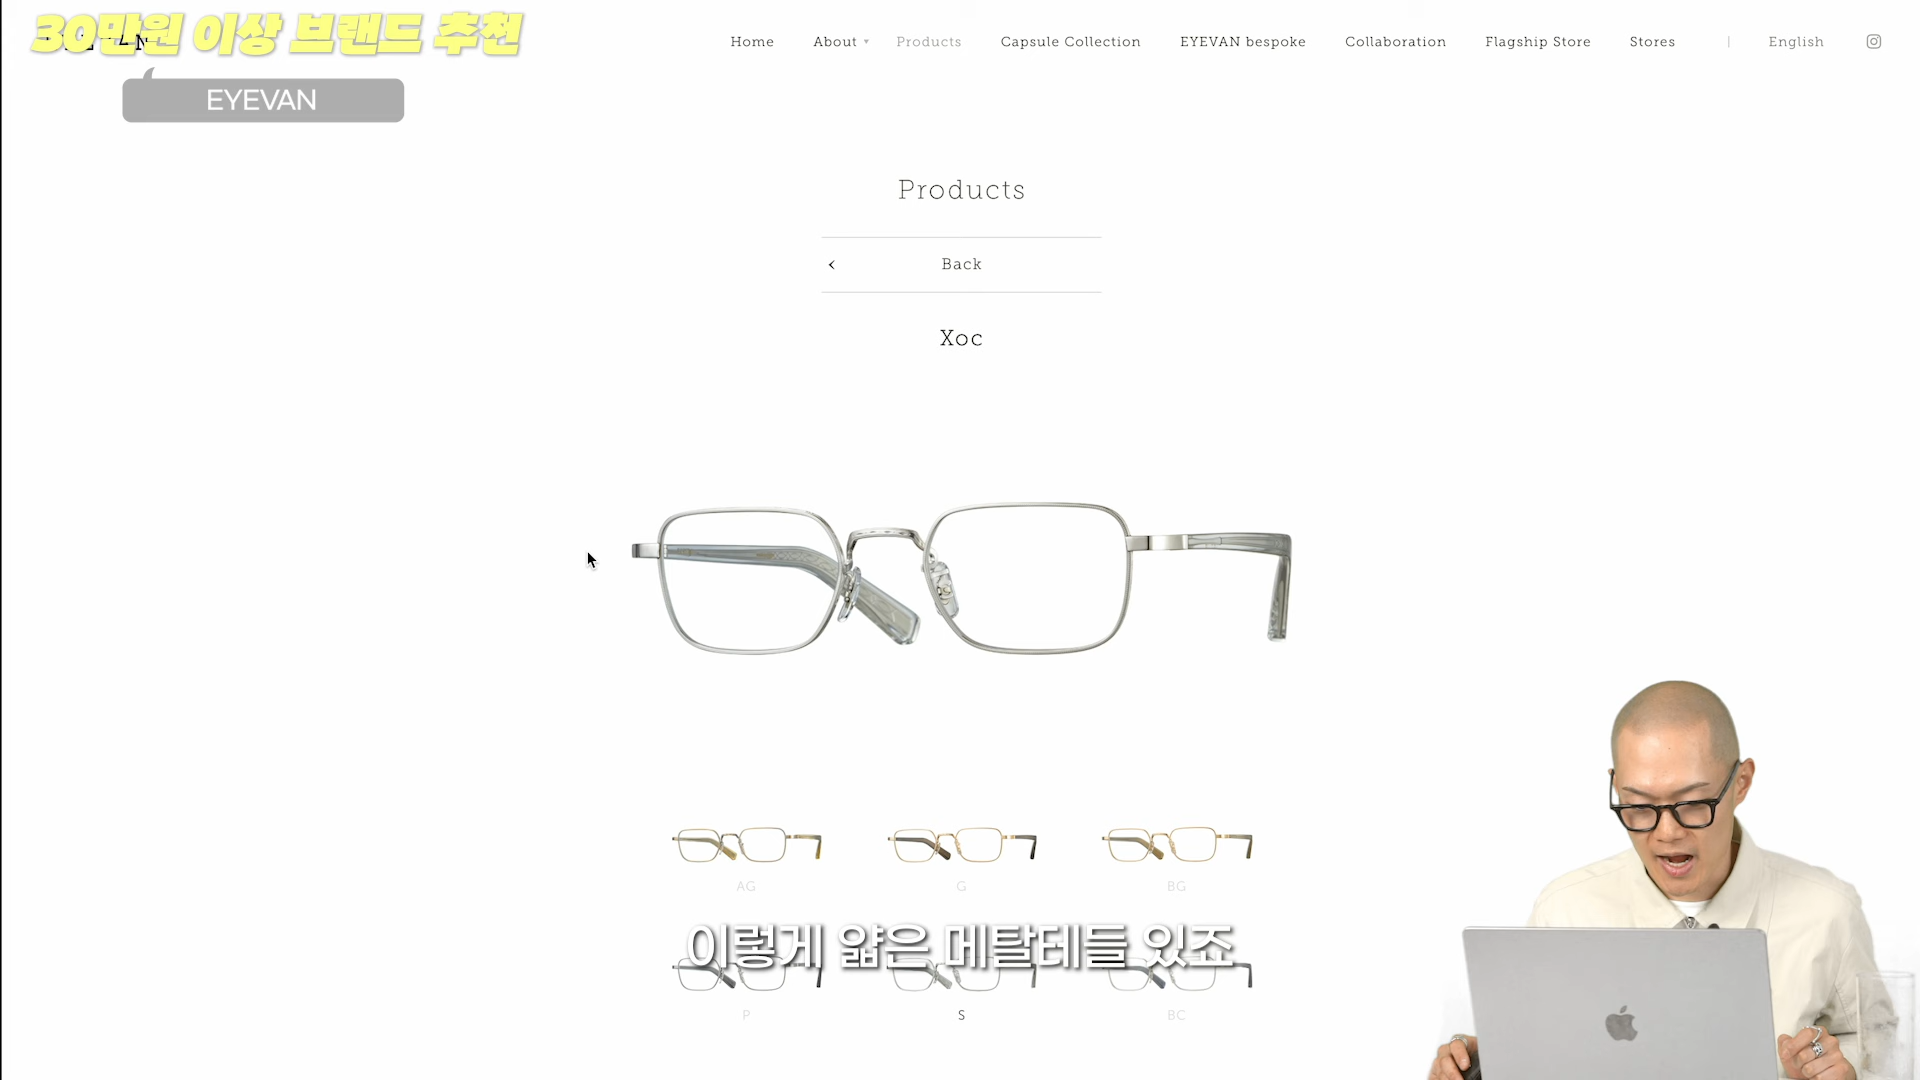 30만원 이상 브랜드 추천
EYEVAN
Home About Products Capsule Collection EYEVAN bespoke Collaboration Flagship Store Stores | English
Products
Back
Xoc
AG G BG
이렇게 얇은 메탈테들 있죠
P S BC